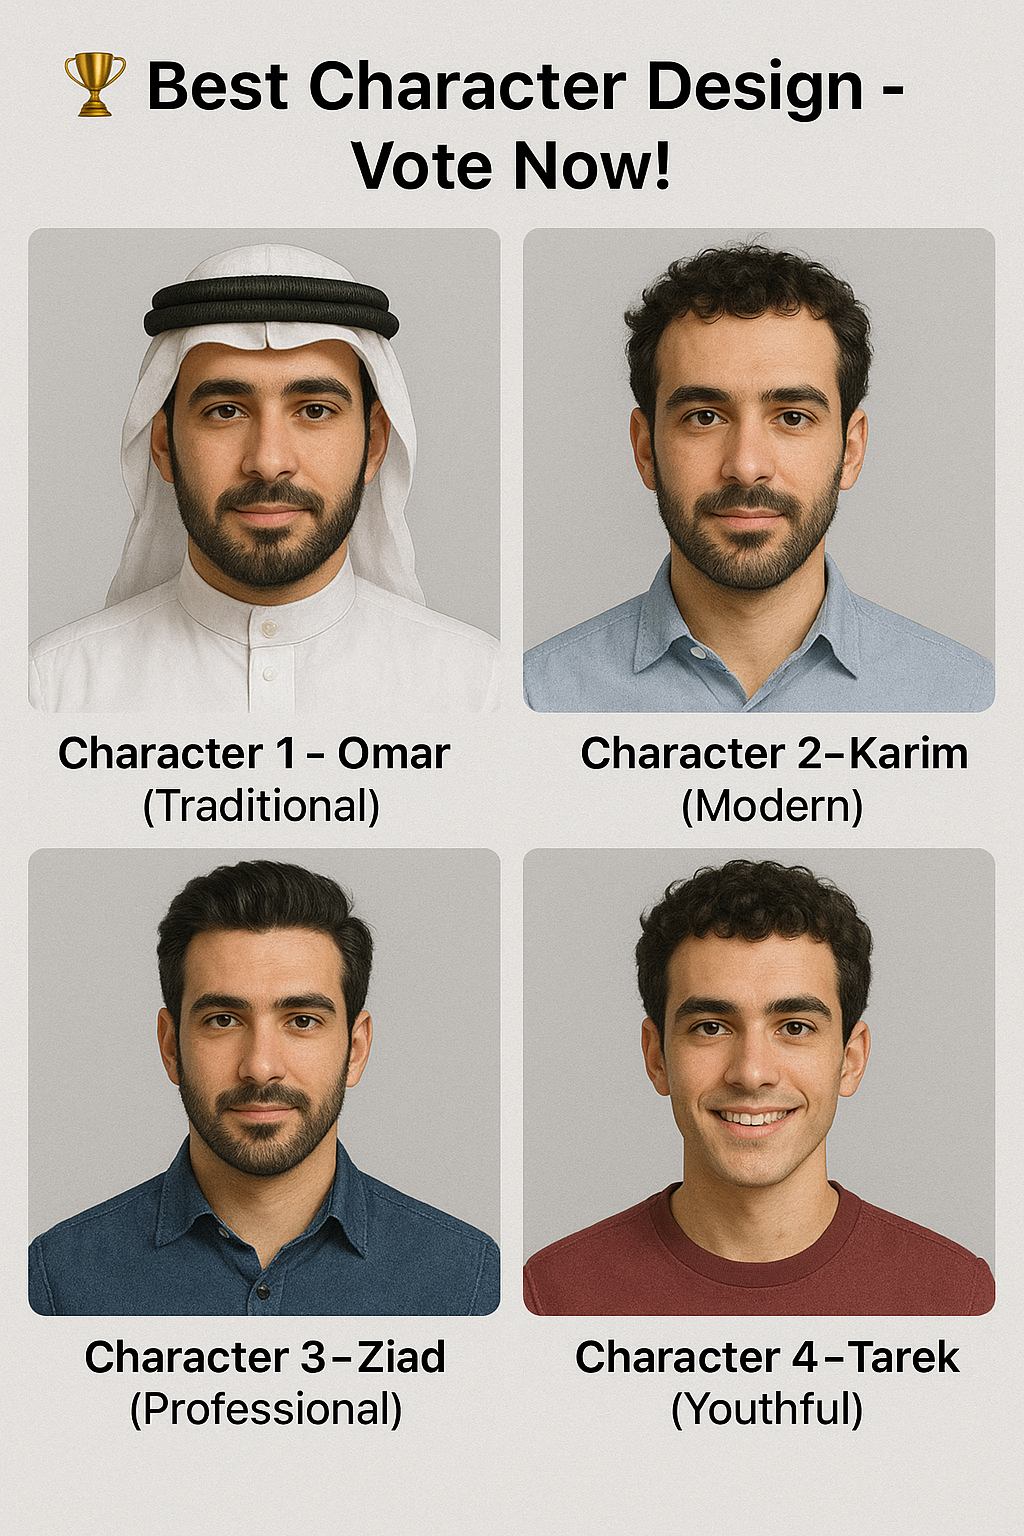 🏆 Best Character Design -
Vote Now!
Character 1 - Omar
(Traditional)
Character 2-Karim
(Modern)
Character 3-Ziad
(Professional)
Character 4-Tarek
(Youthful)